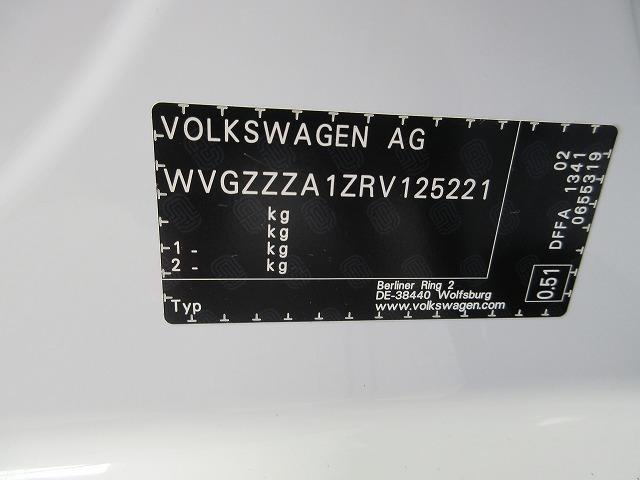 VOLKSWAGEN AG
WVGZZZA1ZRV125221
kg
kg
1 - kg
2 - kg
Typ
Berliner Ring 2
DE-38440 Wolfsburg
www.volkswagen.com
02
DFFA 1341
0655319
0.51